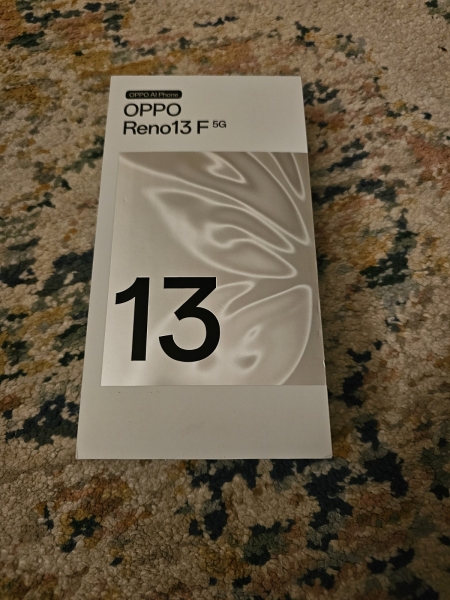 OPPO AI Phone
OPPO
Reno13 F 5G
13